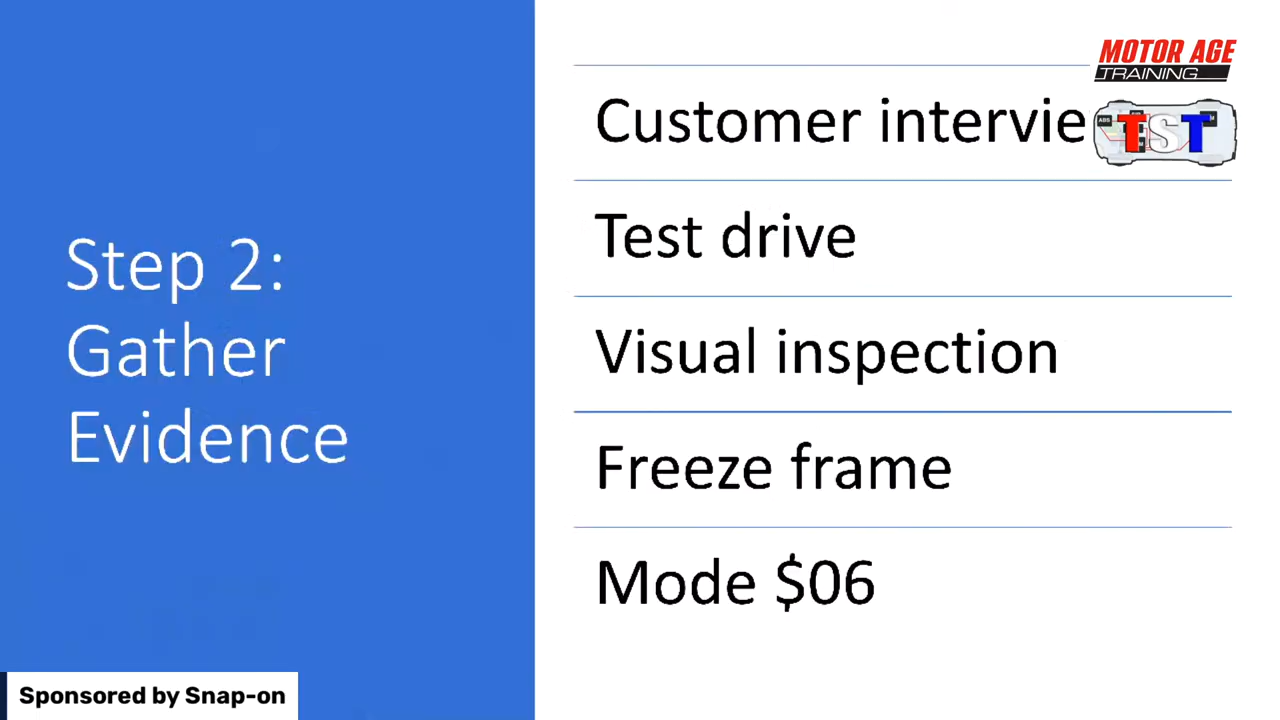 MOTOR AGE
TRAINING
Customer intervie
TST
Test drive
Step 2:
Gather
Evidence
Visual inspection
Freeze frame
Mode $06
Sponsored by Snap-on